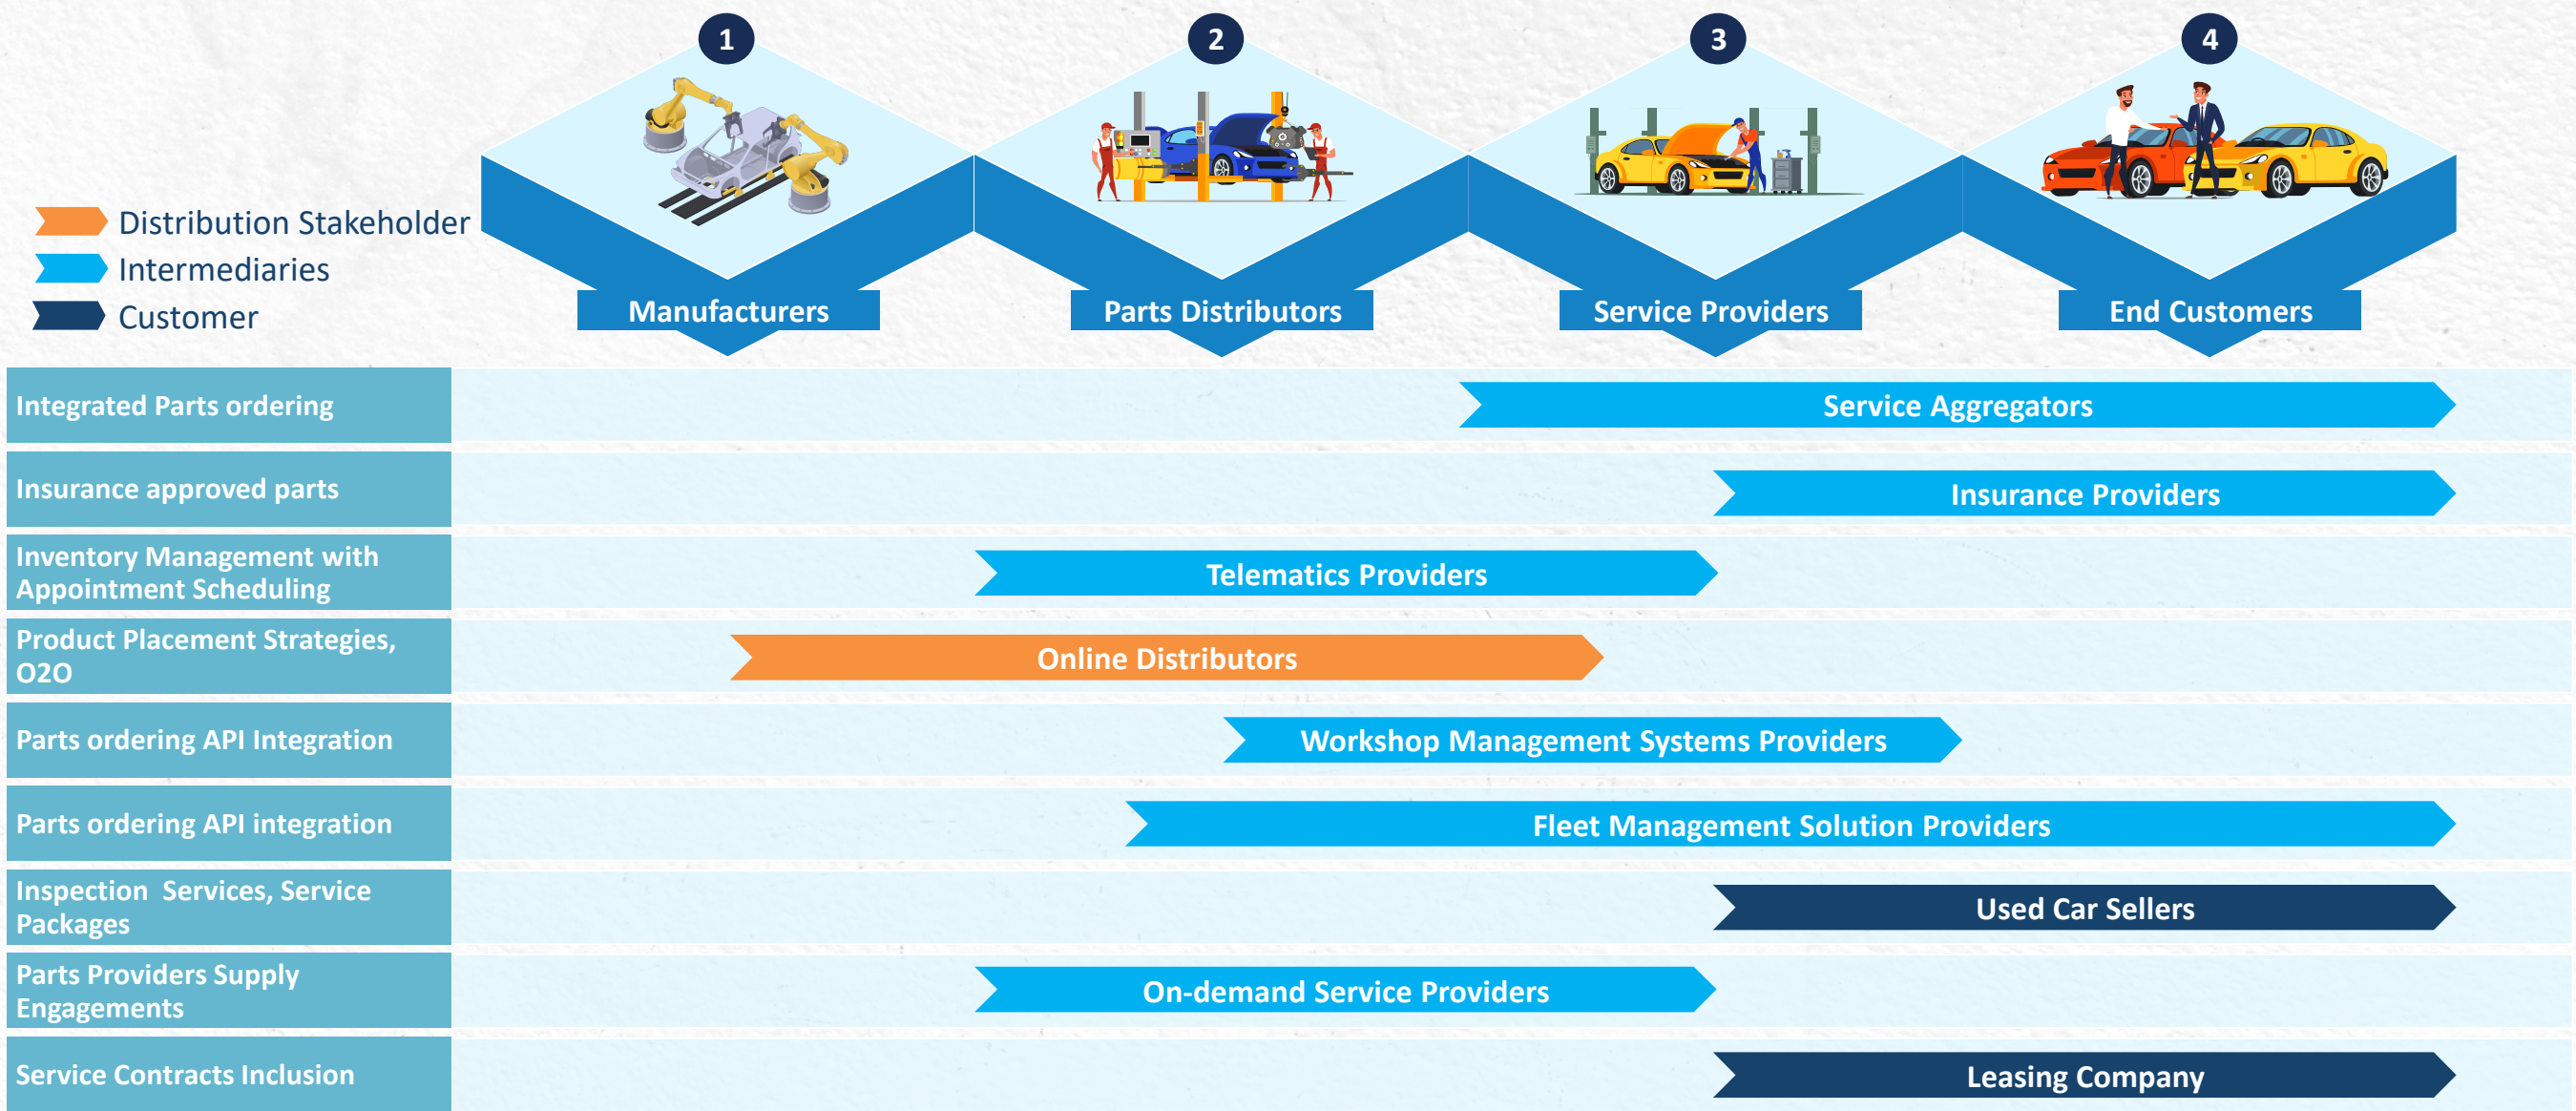 1
2
3
4
Distribution Stakeholder
Intermediaries
Customer
Manufacturers
Parts Distributors
Service Providers
End Customers
Integrated Parts ordering
Service Aggregators
Insurance approved parts
Insurance Providers
Inventory Management with
Appointment Scheduling
Telematics Providers
Product Placement Strategies,
O2O
Online Distributors
Parts ordering API Integration
Workshop Management Systems Providers
Parts ordering API integration
Fleet Management Solution Providers
Inspection  Services, Service
Packages
Used Car Sellers
Parts Providers Supply
Engagements
On-demand Service Providers
Service Contracts Inclusion
Leasing Company